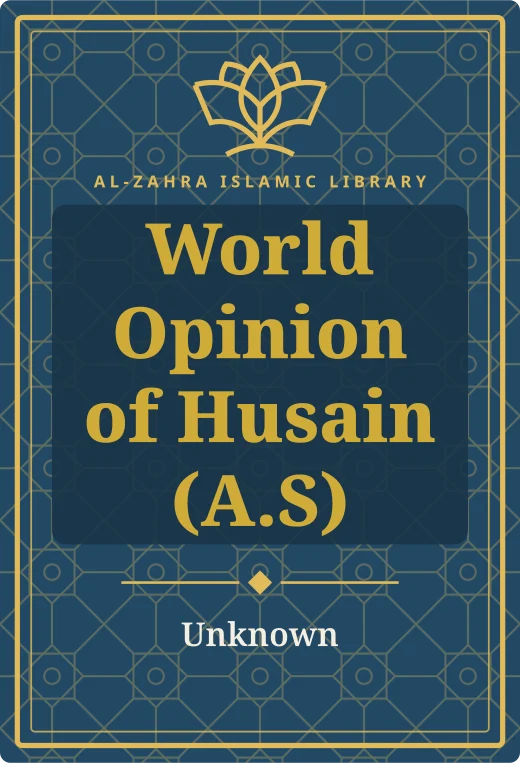 AL-ZAHRA ISLAMIC LIBRARY
World
Opinion
of Husain
(A.S)
Unknown